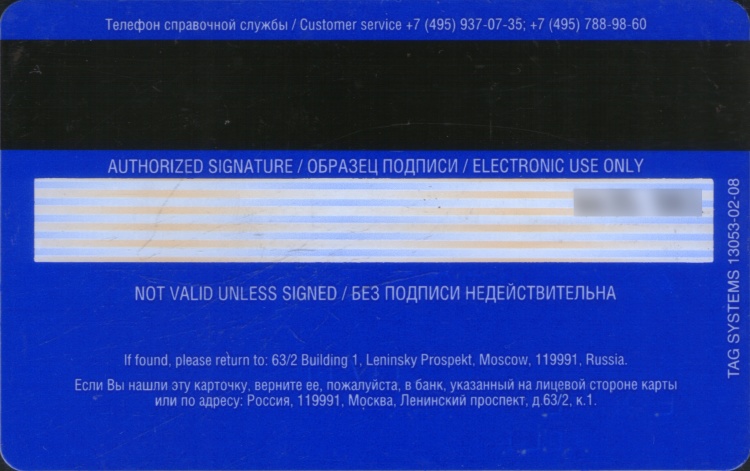 Телефон справочной службы / Customer service +7 (495) 937-07-35; +7 (495) 788-98-60
AUTHORIZED SIGNATURE / ОБРАЗЕЦ ПОДПИСИ / ELECTRONIC USE ONLY
NOT VALID UNLESS SIGNED / БЕЗ ПОДПИСИ НЕДЕЙСТВИТЕЛЬНА
TAG SYSTEMS 13053-02-08
If found, please return to: 63/2 Building 1, Leninsky Prospekt, Moscow, 119991, Russia.
Если Вы нашли эту карточку, верните ее, пожалуйста, в банк, указанный на лицевой стороне карты
или по адресу: Россия, 119991, Москва, Ленинский проспект, д.63/2, к.1.